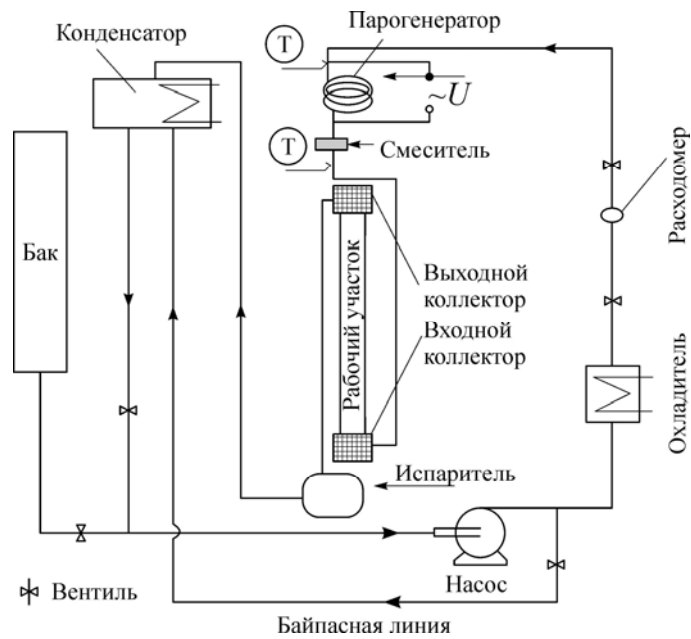 Парогенератор
Конденсатор
T
~U
T
Смеситель
Расходомер
Бак
Рабочий участок
Выходной
коллектор
Входной
коллектор
Охладитель
Испаритель
Насос
Вентиль
Байпасная линия